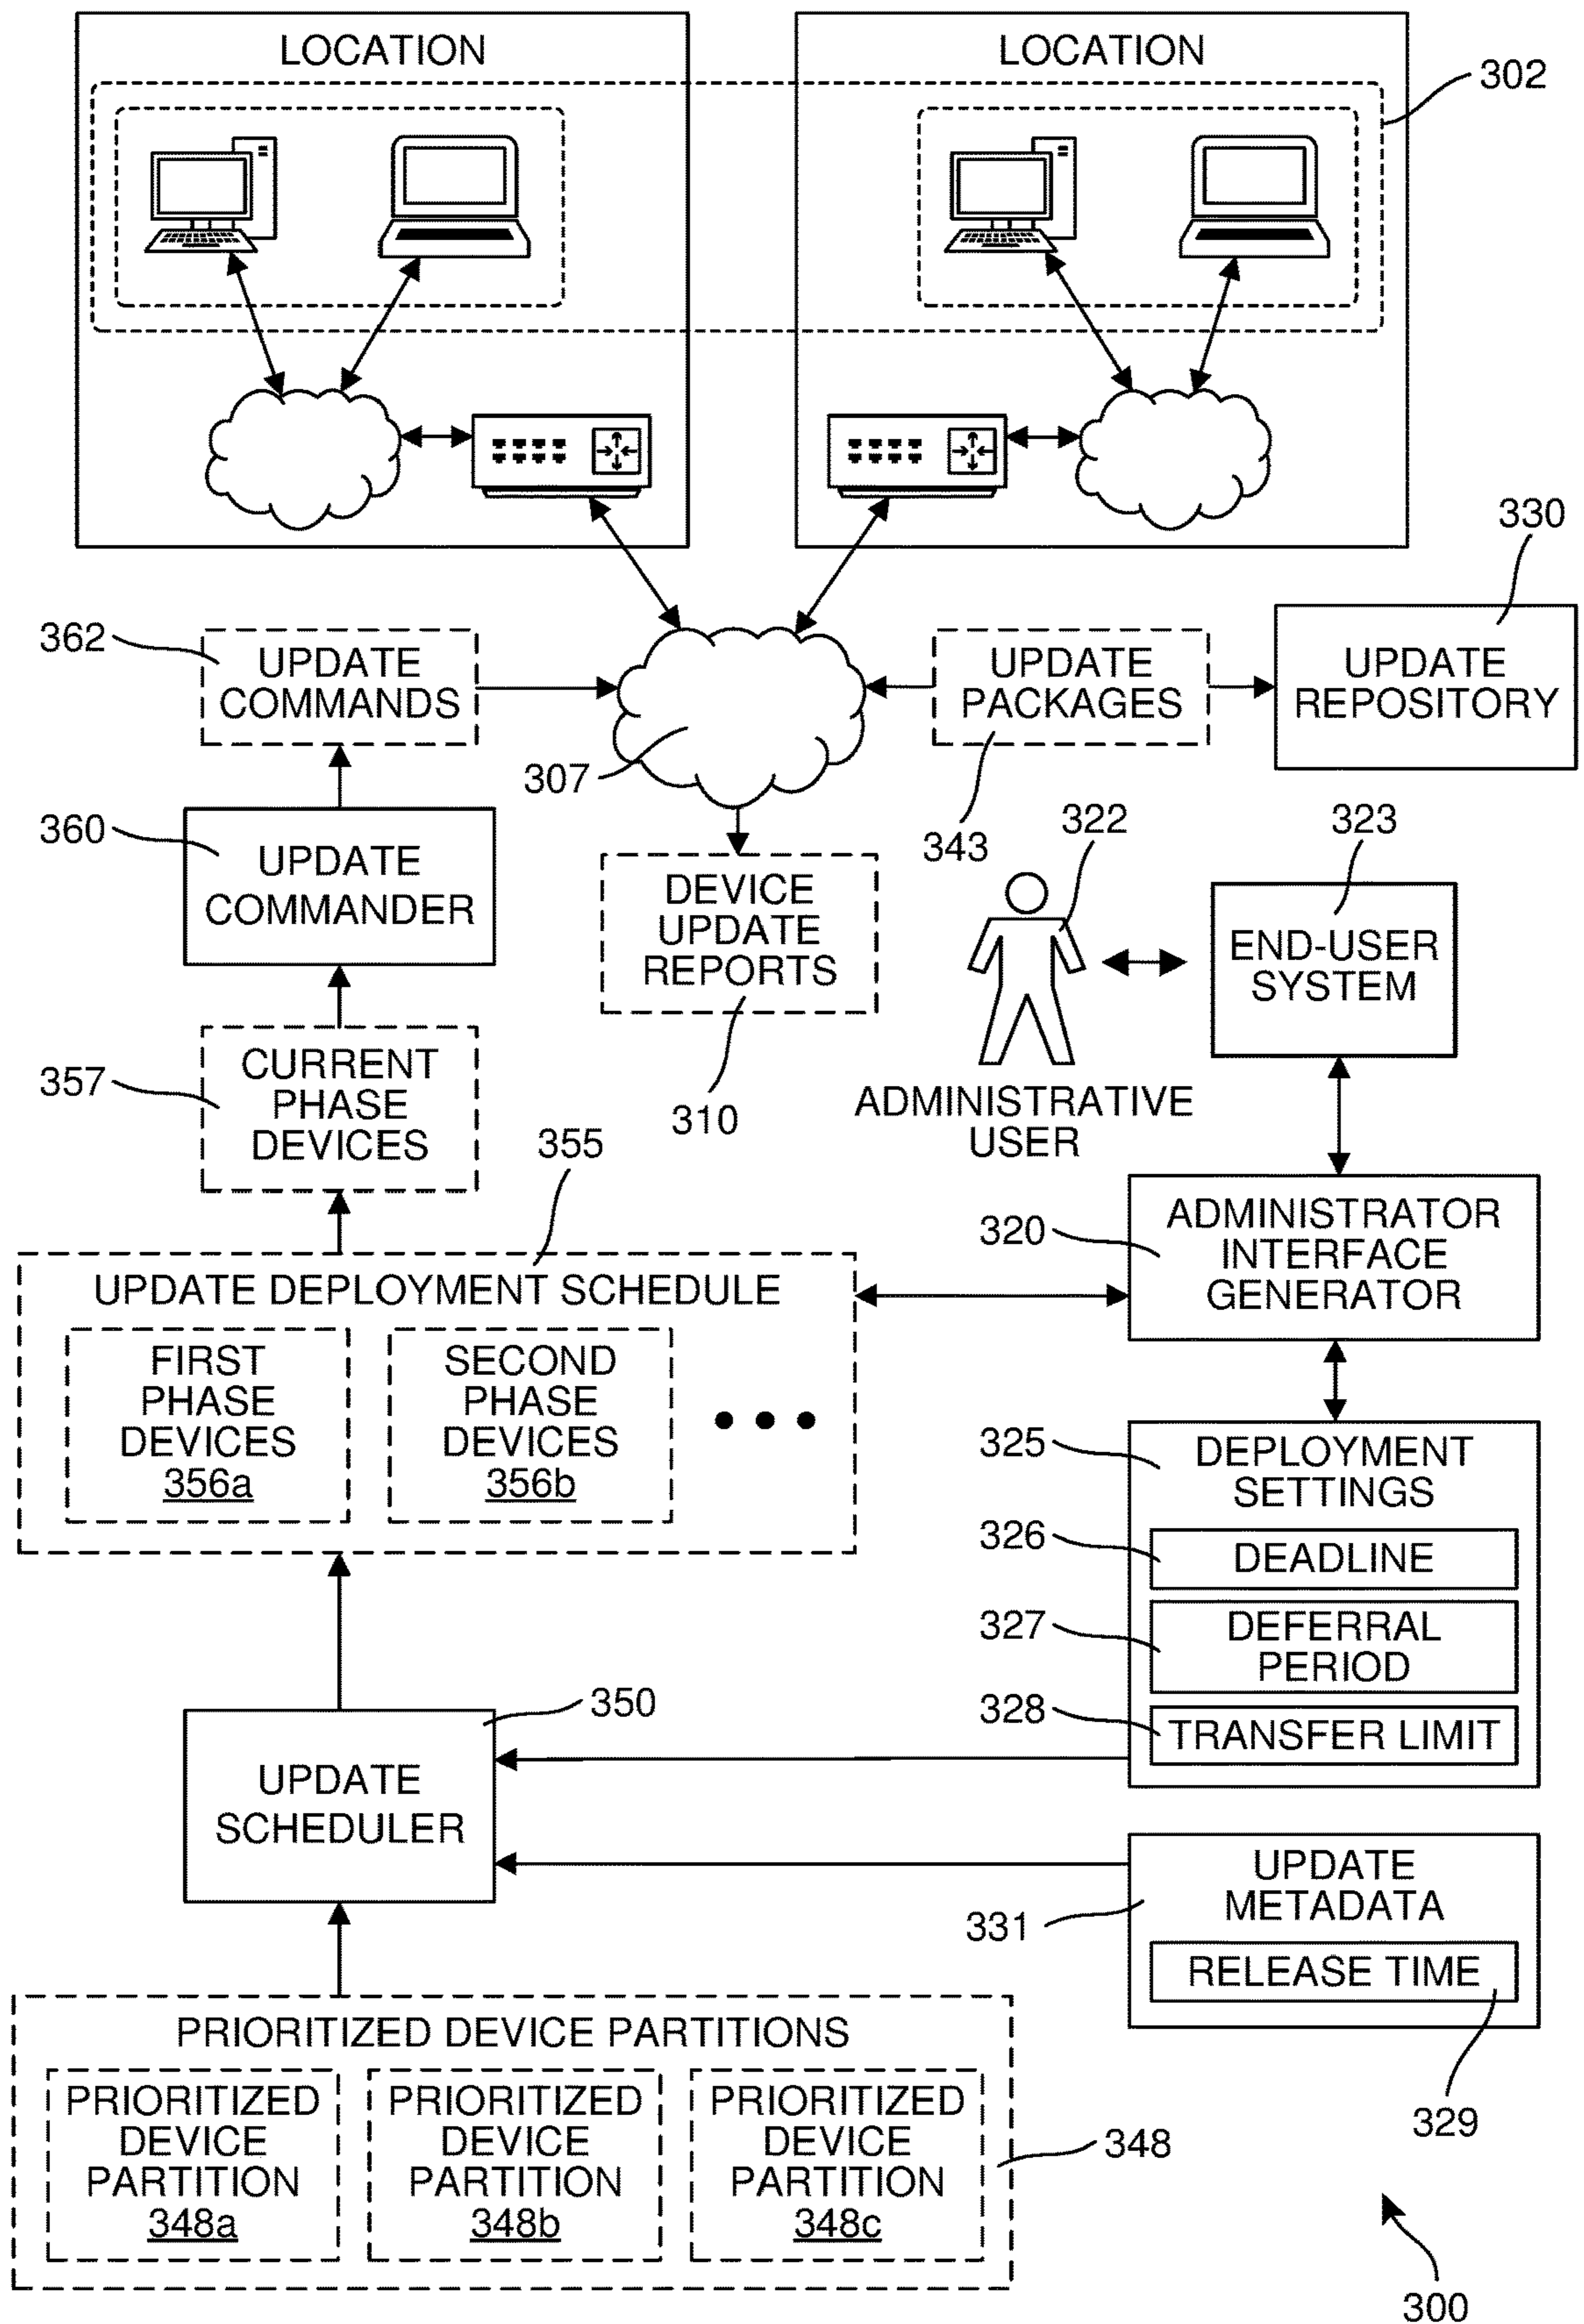 LOCATION
LOCATION
302
330
362
UPDATE
COMMANDS
UPDATE
PACKAGES
UPDATE
REPOSITORY
307
343
322
323
360
UPDATE
COMMANDER
DEVICE
UPDATE
REPORTS
END-USER
SYSTEM
310
ADMINISTRATIVE
USER
357
CURRENT
PHASE
DEVICES
355
320
ADMINISTRATOR
INTERFACE
GENERATOR
UPDATE DEPLOYMENT SCHEDULE
FIRST
PHASE
DEVICES
356a
SECOND
PHASE
DEVICES
356b
325
DEPLOYMENT
SETTINGS
326
DEADLINE
327
DEFERRAL
PERIOD
328
TRANSFER LIMIT
350
UPDATE
SCHEDULER
331
UPDATE
METADATA
RELEASE TIME
329
PRIORITIZED DEVICE PARTITIONS
PRIORITIZED
DEVICE
PARTITION
348a
PRIORITIZED
DEVICE
PARTITION
348b
PRIORITIZED
DEVICE
PARTITION
348c
348
300